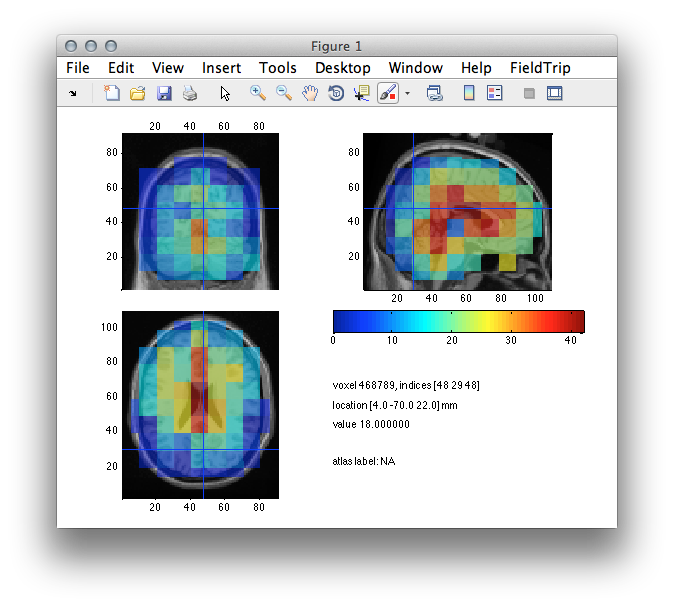 Figure 1
File Edit View Insert Tools Desktop Window Help FieldTrip
20 40 60 80
80
60
40
20
80
60
40
20
20 40 60 80 100
100
80
60
40
20
20 40 60 80
0 10 20 30 40
voxel 468789, indices [48 29 48]
location [4.0 -70.0 22.0] mm
value 18.000000
atlas label: NA